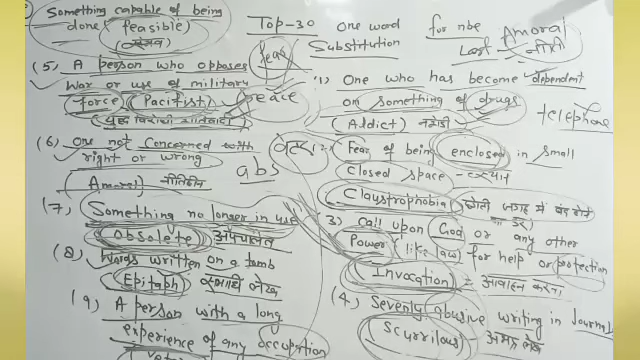 Something capable of being
done (feasible)
Top-30 One word
Substitution
for nbe
Last - Amoral
(5) A person who opposes
War or use of military
force (Pacifist) peace
fear
(6) One not concerned with
right or wrong
Amoral नीतिहीन
abs
(7) Something no longer in use
Obsolete अप्रचलित
(8) Words written on a tomb
Epitaph समाधी लेख
(9) A person with a long
experience of any occupation
1) One who has become dependent
on something of drugs
(Addict) नशेड़ी
telephone
Fear of being enclosed in small
closed space -
Claustrophobia (छोटी जगह में बंद होने
का डर)
3) Call upon God or any other
Power (like law) for help or protection
Invocation = आवाहन करना
(4) Severely abusive writing in Journal
Scurrilous -